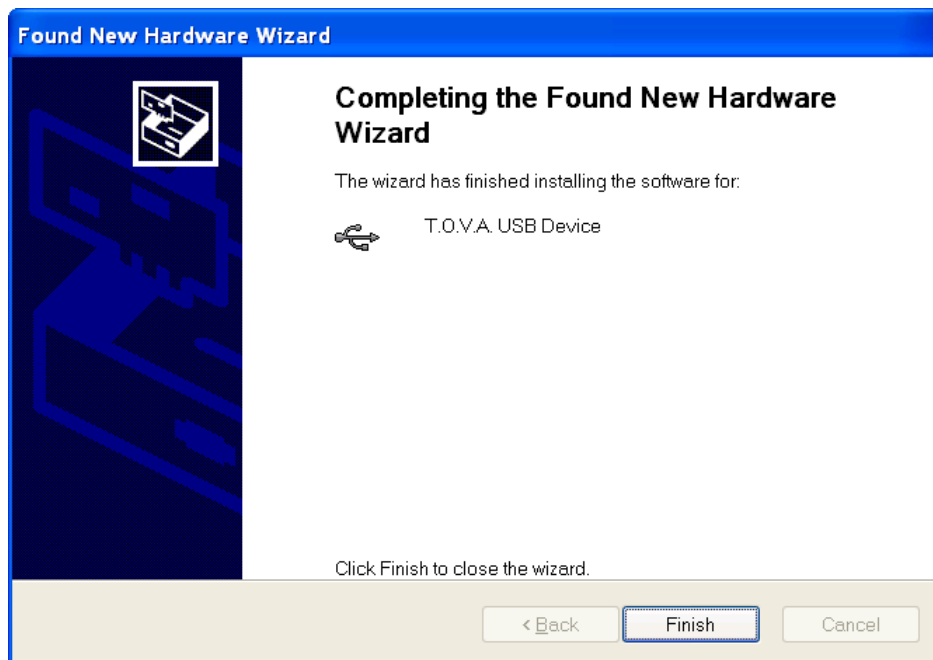 Found New Hardware Wizard
Completing the Found New Hardware
Wizard
The wizard has finished installing the software for:
T.O.V.A. USB Device
Click Finish to close the wizard.
< Back
Finish
Cancel